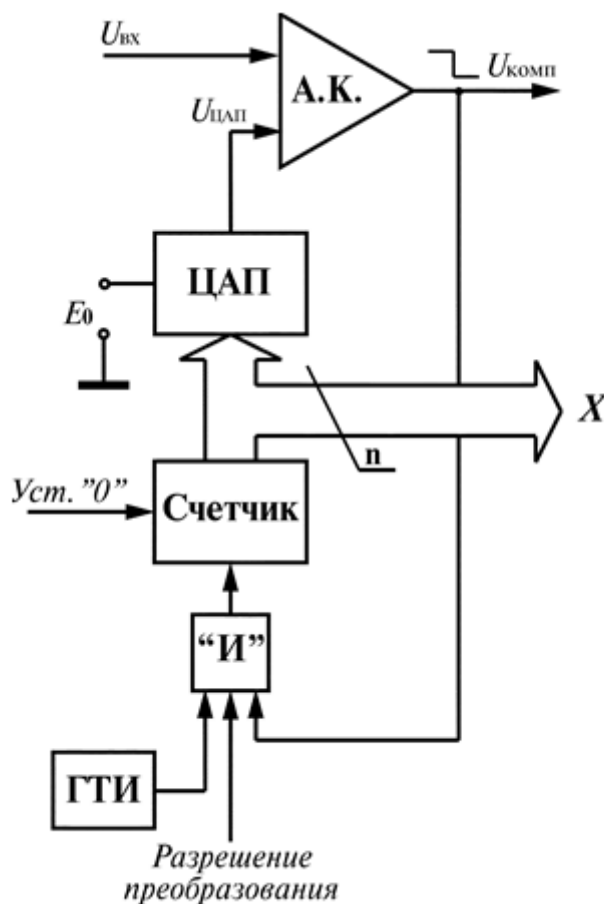 Uвх
А.К.
Uкомп
UЦАП
ЦАП
E0
X
n
Уст. ”0”
Счетчик
“И”
ГТИ
Разрешение
преобразования